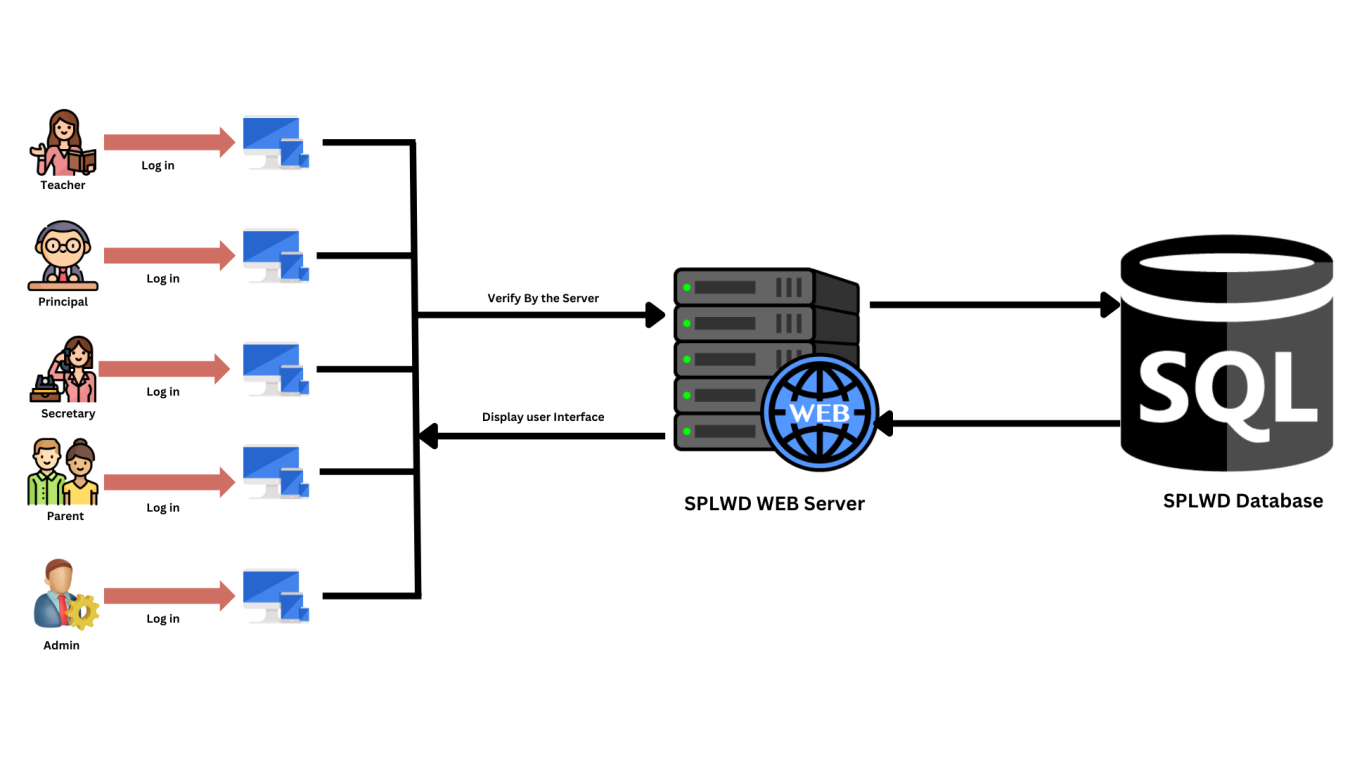 Log in
Teacher
Log in
Principal
Verify By the Server
Log in
Secretary
Display user Interface
SQL
WEB
Log in
Parent
SPLWD WEB Server
SPLWD Database
Log in
Admin